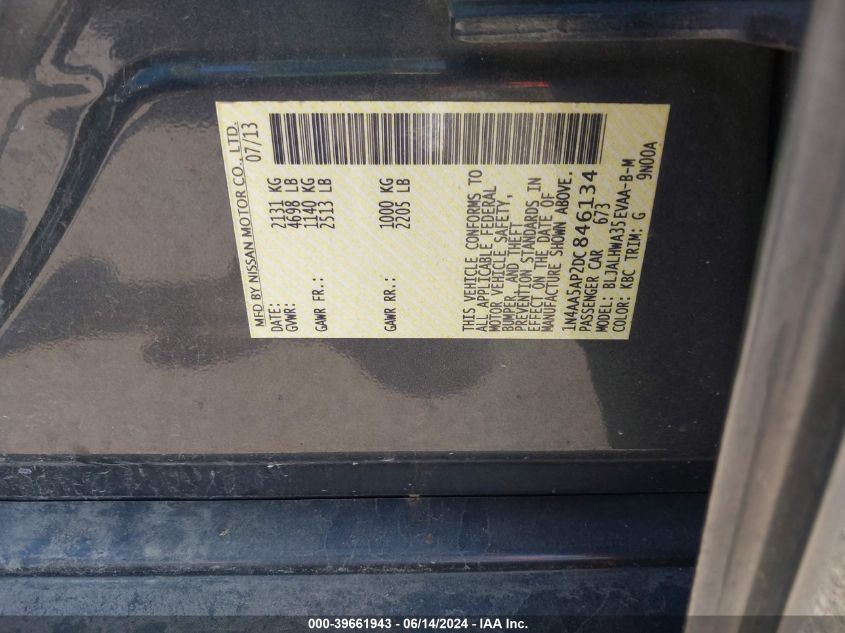 MFD BY NISSAN MOTOR CO., LTD.
DATE: 07/13
GVWR: 2131 KG
4698 LB
GAWR FR.: 1140 KG
2513 LB
GAWR RR.: 1000 KG
2205 LB
THIS VEHICLE CONFORMS TO
ALL APPLICABLE FEDERAL
MOTOR VEHICLE SAFETY,
BUMPER, AND THEFT
PREVENTION STANDARDS IN
EFFECT ON THE DATE OF
MANUFACTURE SHOWN ABOVE.
1N4AA5AP2DC846134
PASSENGER CAR 673
MODEL: BLJALHWA35EVAA-B-M
COLOR: KBC TRIM: G 9N00A
000-39661943 - 06/14/2024 - IAA Inc.